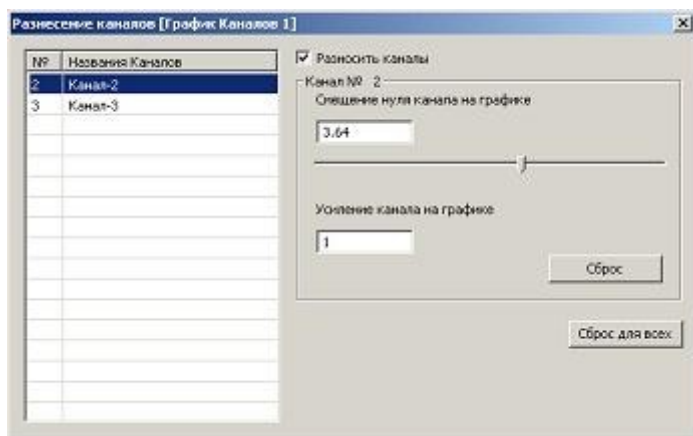 Разнесение каналов [График Каналов 1]
№ Названия Каналов
2 Канал-2
3 Канал-3
Разносить каналы
Канал № 2
Смещение нуля канала на графике
3.64
Усиление канала на графике
1
Сброс
Сброс для всех